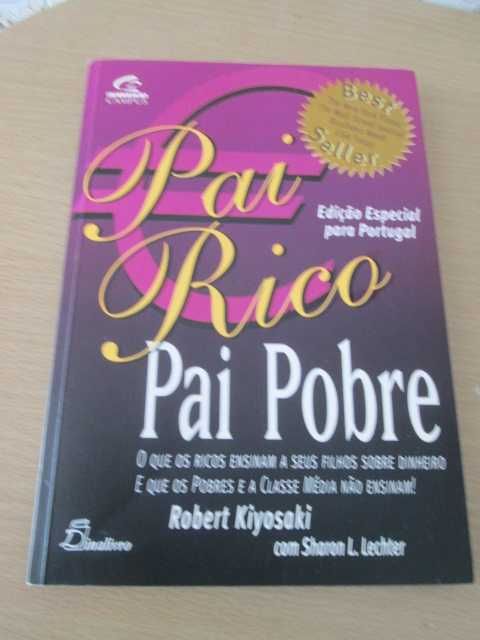 CAMPUS
Best
Seller
Pai
Edição Especial
para Portugal
Rico
Pai Pobre
O QUE OS RICOS ENSINAM A SEUS FILHOS SOBRE DINHEIRO
E QUE OS POBRES E A CLASSE MÉDIA NÃO ENSINAM!
Robert Kiyosaki
com Sharon L. Lechter
Dinalivro